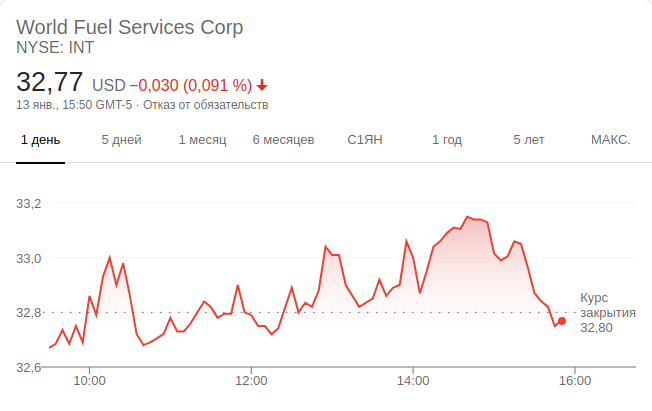 World Fuel Services Corp
NYSE: INT
32,77 USD −0,030 (0,091 %)
13 янв., 15:50 GMT-5 · Отказ от обязательств
1 день 5 дней 1 месяц 6 месяцев С1ЯН 1 год 5 лет МАКС.
33,2
33,0
32,8
32,6
Курс
закрытия
32,80
10:00 12:00 14:00 16:00